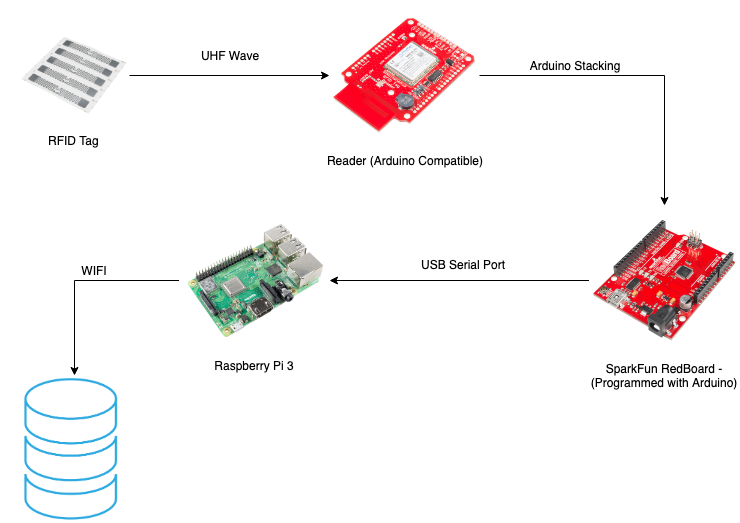 UHF Wave
Arduino Stacking
RFID Tag
Reader (Arduino Compatible)
WIFI
USB Serial Port
Raspberry Pi 3
SparkFun RedBoard -
(Programmed with Arduino)